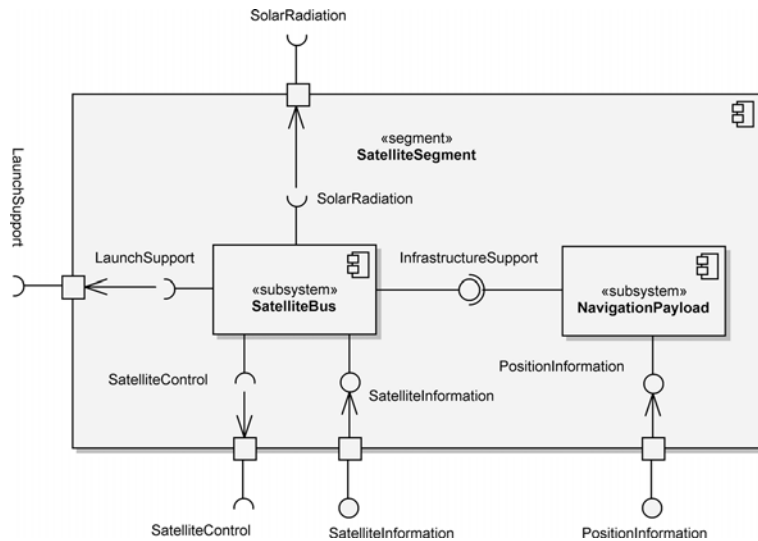 SolarRadiation
«segment»
SatelliteSegment
LaunchSupport
SolarRadiation
LaunchSupport
InfrastructureSupport
«subsystem»
SatelliteBus
«subsystem»
NavigationPayload
SatelliteControl
SatelliteInformation
PositionInformation
SatelliteControl
SatelliteInformation
PositionInformation